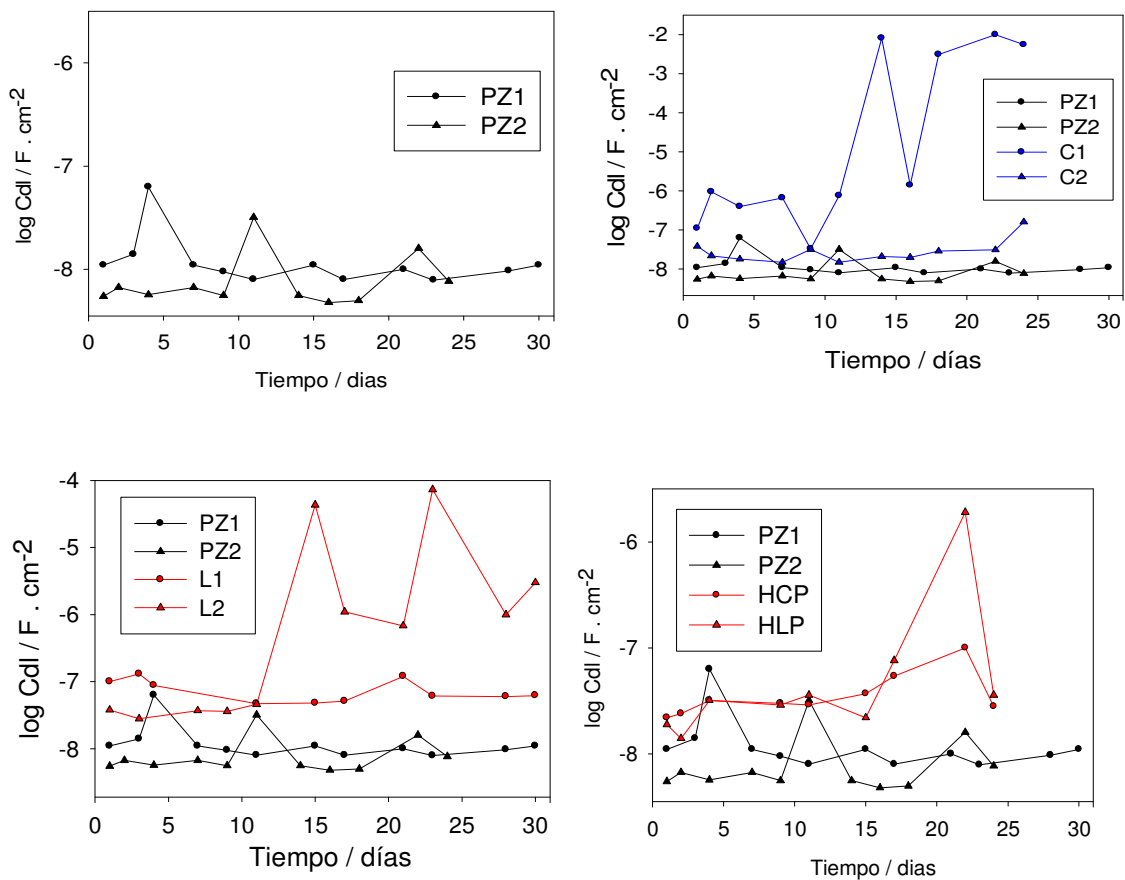 -6
-7
-8
log Cdl / F . cm-2
PZ1
PZ2
0 5 10 15 20 25 30
Tiempo / dias
-2
-3
-4
-5
-6
-7
-8
log Cdl / F . cm-2
PZ1
PZ2
C1
C2
0 5 10 15 20 25 30
Tiempo / días
-4
-5
-6
-7
-8
log Cdl / F . cm-2
PZ1
PZ2
L1
L2
0 5 10 15 20 25 30
Tiempo / días
-6
-7
-8
log Cdl / F . cm-2
PZ1
PZ2
HCP
HLP
0 5 10 15 20 25 30
Tiempo / dias